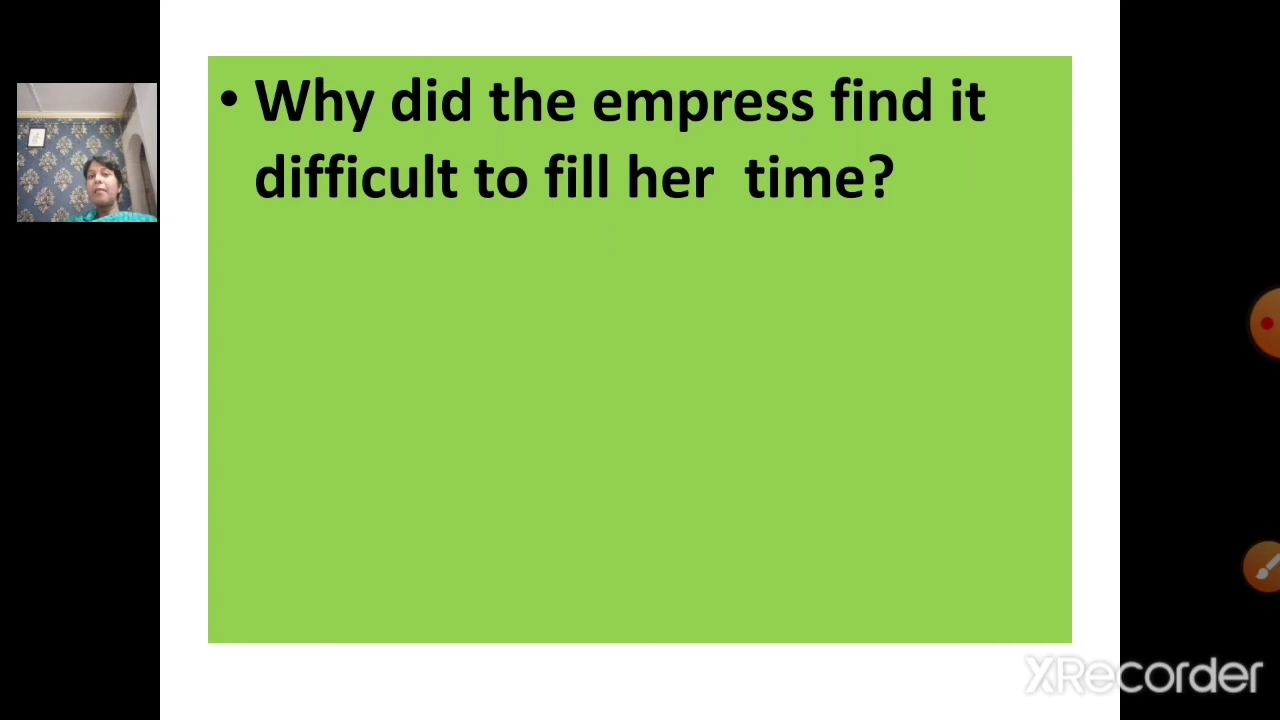 • Why did the empress find it
difficult to fill her time?
XRecorder